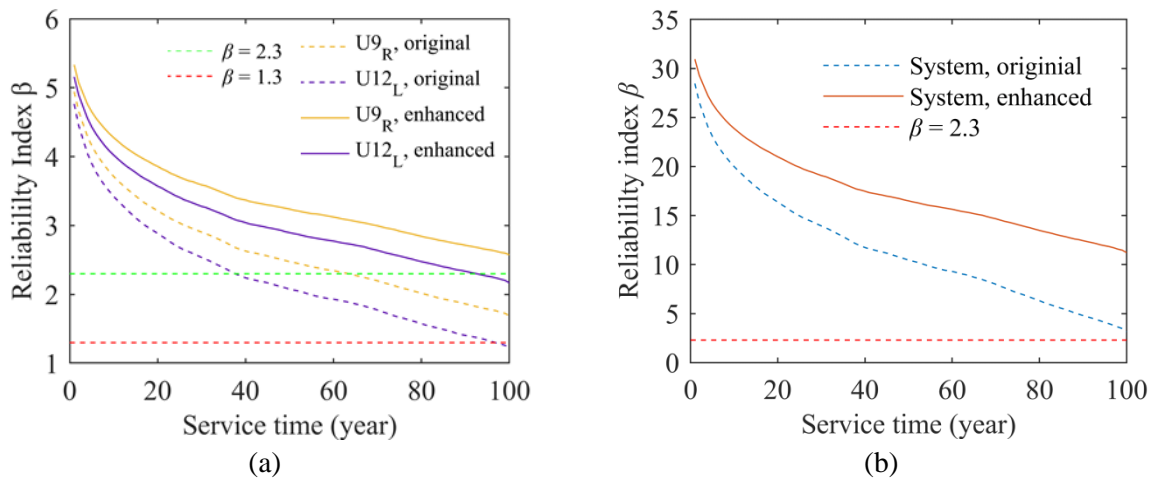 6
5
4
3
2
1
Reliability Index β
β = 2.3
β = 1.3
U9R, original
U12L, original
U9R, enhanced
U12L, enhanced
0 20 40 60 80 100
Service time (year)
(a)
35
30
25
20
15
10
5
0
Reliabililty index β
System, originial
System, enhanced
β = 2.3
0 20 40 60 80 100
Service time (year)
(b)